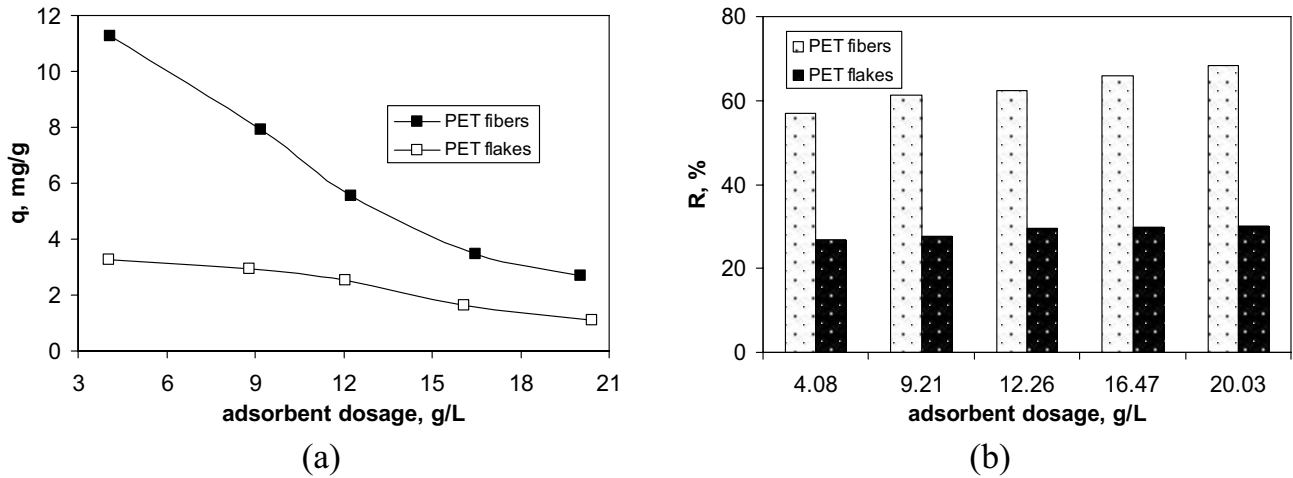 12
10
8
6
4
2
0
q, mg/g
PET fibers
PET flakes
3 6 9 12 15 18 21
adsorbent dosage, g/L
(a)
80
60
40
20
0
R, %
PET fibers
PET flakes
4.08 9.21 12.26 16.47 20.03
adsorbent dosage, g/L
(b)